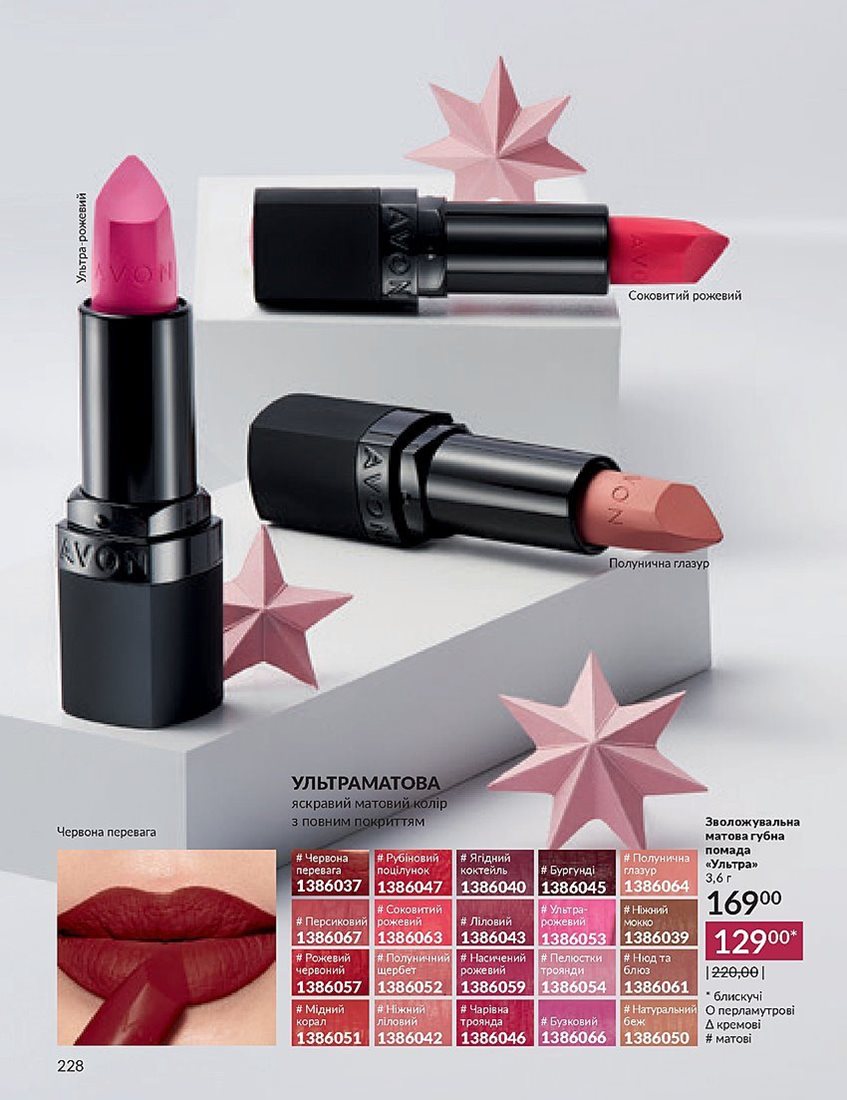 Ультра-рожевий
AVON
AVON
Соковитий рожевий
AVON
VON
Полунична глазур
AVON
УЛЬТРАМАТОВА
яскравий матовий колір
з повним покриттям
Червона перевага
# Червона перевага
1386037
# Рубіновий поцілунок
1386047
# Ягідний коктейль
1386040
# Бургунді
1386045
# Полунична глазур
1386064
# Персиковий
1386067
# Соковитий рожевий
1386063
# Ліловий
1386043
# Ультра-рожевий
1386053
# Ніжний мокко
1386039
# Рожевий червоний
1386057
# Полуничний щербет
1386052
# Насичений рожевий
1386059
# Пелюстки троянди
1386054
# Нюд та блюз
1386061
# Мідний корал
1386051
# Ніжний ліловий
1386042
# Чарівна троянда
1386046
# Бузковий
1386066
# Натуральний беж
1386050
Зволожувальна
матова губна
помада
«Ультра»
3,6 г
169⁰⁰
129⁰⁰*
| 220,00 |
* блискучі
О перламутрові
Δ кремові
# матові
228